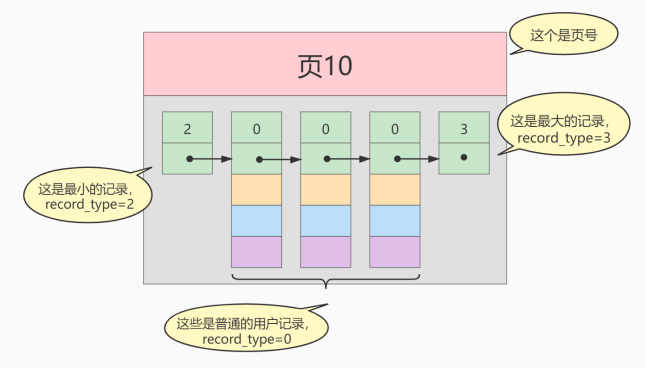 这个是页号
页10
这是最大的记录，
record_type=3
2
0
0
0
3
这是最小的记录，
record_type=2
这些是普通的用户记录，
record_type=0